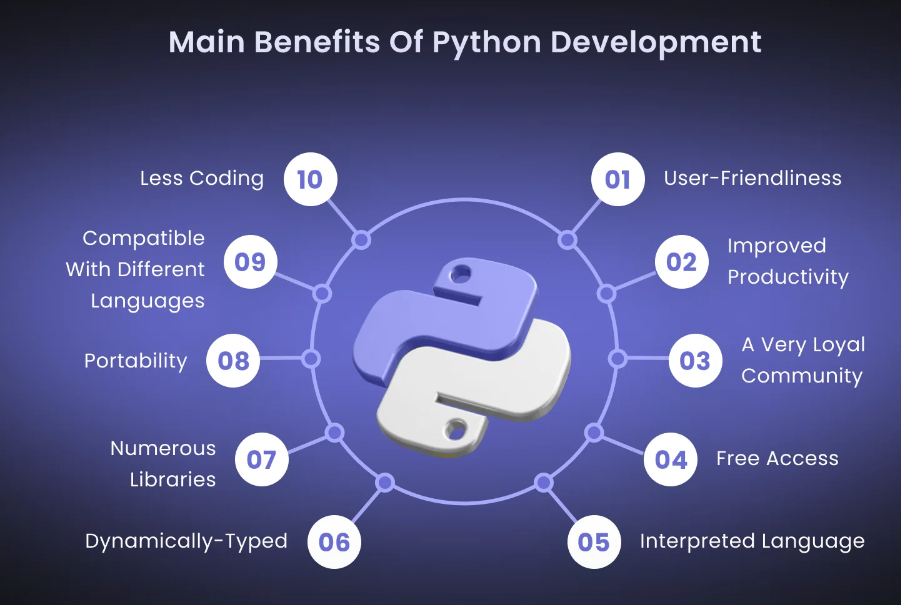 Main Benefits Of Python Development
01
User-Friendliness
02
Improved
Productivity
03
A Very Loyal
Community
04
Free Access
05
Interpreted Language
06
Dynamically-Typed
07
Numerous
Libraries
08
Portability
09
Compatible
With Different
Languages
10
Less Coding